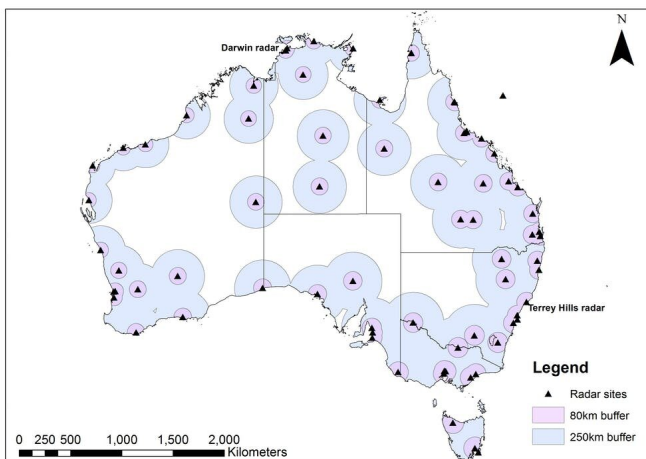 N
Darwin radar
Terrey Hills radar
Legend
Radar sites
80km buffer
250km buffer
0 250 500 1,000 1,500 2,000
Kilometers